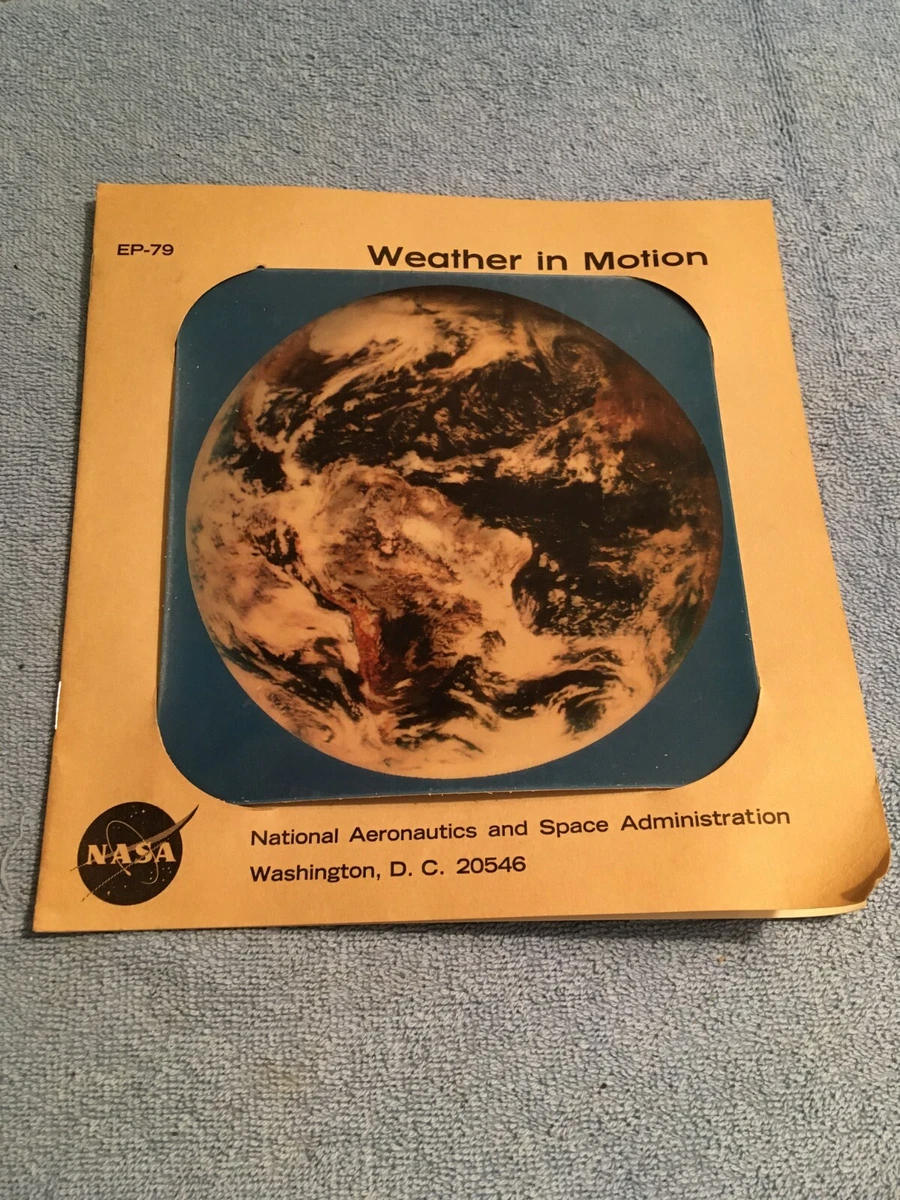 EP-79
Weather in Motion
NASA
National Aeronautics and Space Administration
Washington, D. C. 20546